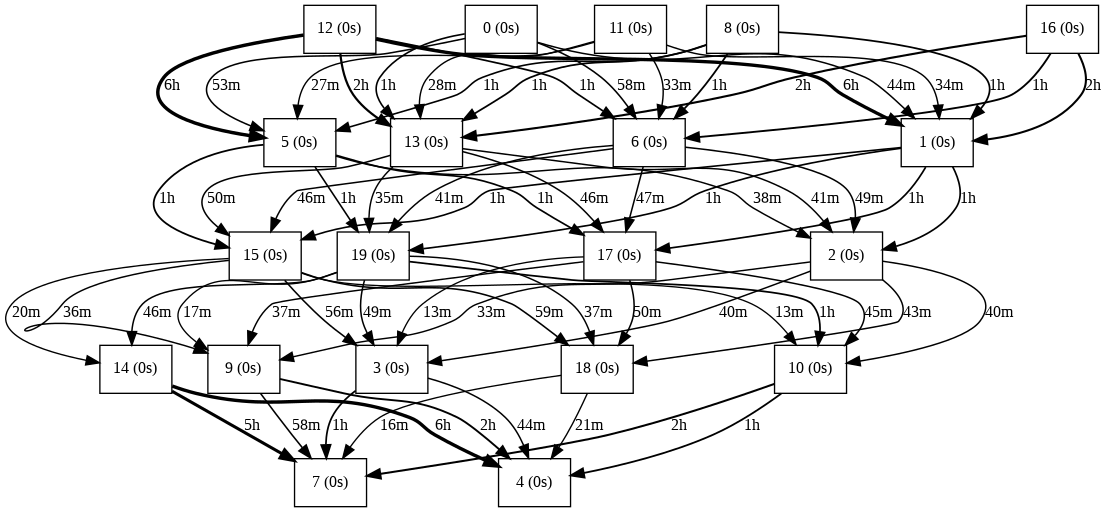 12 (0s) 0 (0s) 11 (0s) 8 (0s) 16 (0s)
6h 53m 27m 2h 1h 28m 1h 1h 1h 58m 33m 1h 2h 6h 44m 34m 1h 1h 2h
5 (0s) 13 (0s) 6 (0s) 1 (0s)
1h 50m 46m 1h 35m 41m 1h 1h 46m 47m 1h 38m 41m 49m 1h 1h
15 (0s) 19 (0s) 17 (0s) 2 (0s)
20m 36m 46m 17m 37m 56m 49m 13m 33m 59m 37m 50m 40m 13m 1h 45m 43m 40m
14 (0s) 9 (0s) 3 (0s) 18 (0s) 10 (0s)
5h 58m 1h 16m 6h 2h 44m 21m 2h 1h
7 (0s) 4 (0s)